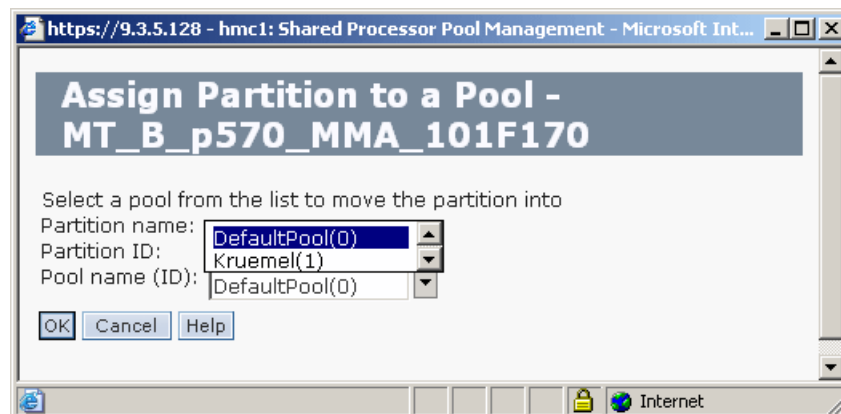 https://9.3.5.128 - hmc1: Shared Processor Pool Management - Microsoft Int...
Assign Partition to a Pool -
MT_B_p570_MMA_101F170
Select a pool from the list to move the partition into
Partition name:
DefaultPool(0)
Partition ID:
Kruemel(1)
Pool name (ID): DefaultPool(0)
OK Cancel Help
Internet